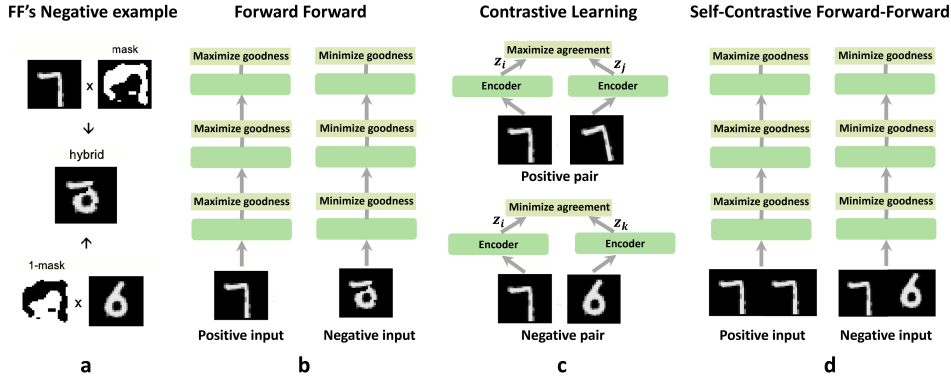 FF's Negative example
mask
x
hybrid
1-mask
x
a
Forward Forward
Maximize goodness
Minimize goodness
Maximize goodness
Minimize goodness
Maximize goodness
Minimize goodness
Positive input
Negative input
b
Contrastive Learning
Maximize agreement
z_i
z_j
Encoder
Encoder
Positive pair
Minimize agreement
z_i
z_k
Encoder
Encoder
6
Negative pair
c
Self-Contrastive Forward-Forward
Maximize goodness
Minimize goodness
Maximize goodness
Minimize goodness
Maximize goodness
Minimize goodness
6
Positive input
Negative input
d